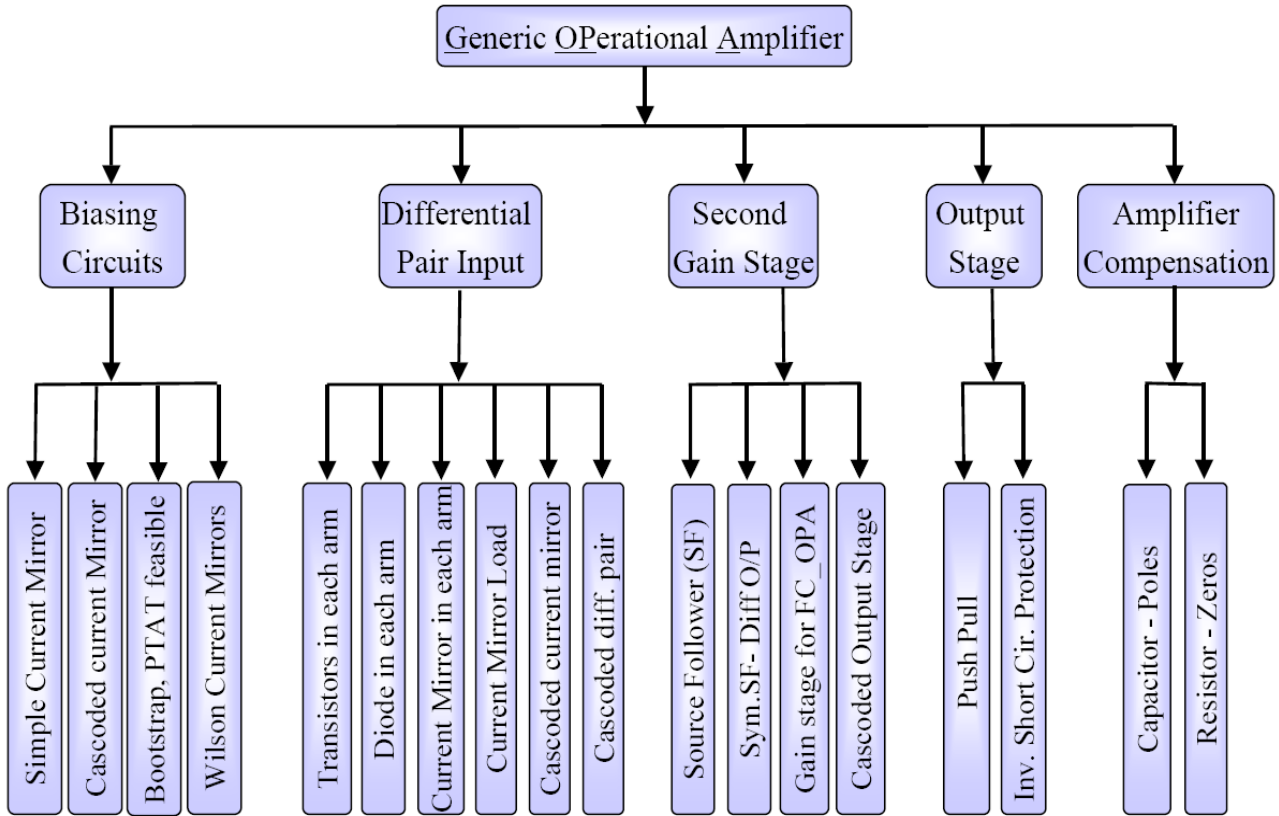 Generic OPerational Amplifier
Biasing
Circuits
Differential
Pair Input
Second
Gain Stage
Output
Stage
Amplifier
Compensation
Simple Current Mirror
Cascoded current Mirror
Bootstrap, PTAT feasible
Wilson Current Mirrors
Transistors in each arm
Diode in each arm
Current Mirror in each arm
Current Mirror Load
Cascoded current mirror
Cascoded diff. pair
Source Follower (SF)
Sym.SF- Diff O/P
Gain stage for FC_OPA
Cascoded Output Stage
Push Pull
Inv. Short Cir. Protection
Capacitor - Poles
Resistor - Zeros